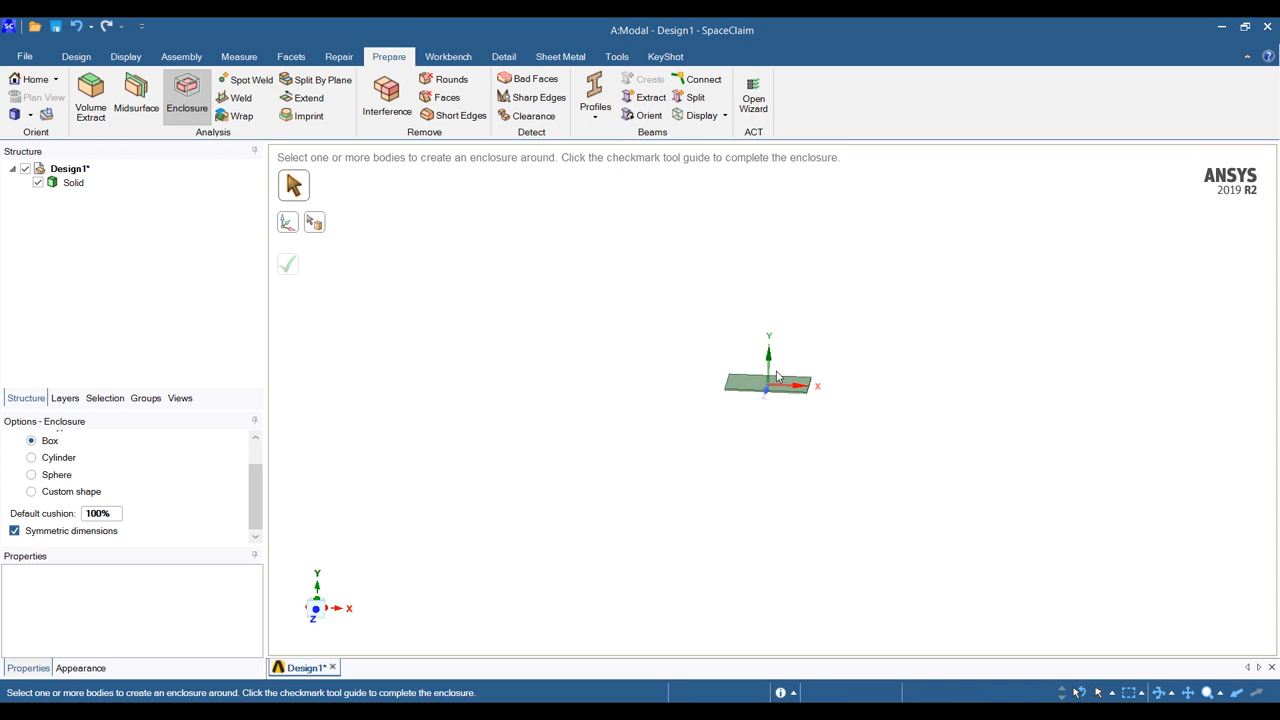 SC
A:Modal - Design1 - SpaceClaim
File Design Display Assembly Measure Facets Repair Prepare Workbench Detail Sheet Metal Tools KeyShot
Home
Plan View
Orient
Volume Extract
Midsurface
Enclosure
Spot Weld
Weld
Wrap
Split By Plane
Extend
Imprint
Analysis
Interference
Rounds
Faces
Short Edges
Remove
Bad Faces
Sharp Edges
Clearance
Detect
Profiles
Create
Extract
Orient
Connect
Split
Display
Beams
Open Wizard
ACT
Structure
Design1*
Solid
Structure Layers Selection Groups Views
Options - Enclosure
Box
Cylinder
Sphere
Custom shape
Default cushion: 100%
Symmetric dimensions
Properties
Properties Appearance
Select one or more bodies to create an enclosure around. Click the checkmark tool guide to complete the enclosure.
ANSYS
2019 R2
Y
X
Z
Y
X
Z
Design1*
Select one or more bodies to create an enclosure around. Click the checkmark tool guide to complete the enclosure.